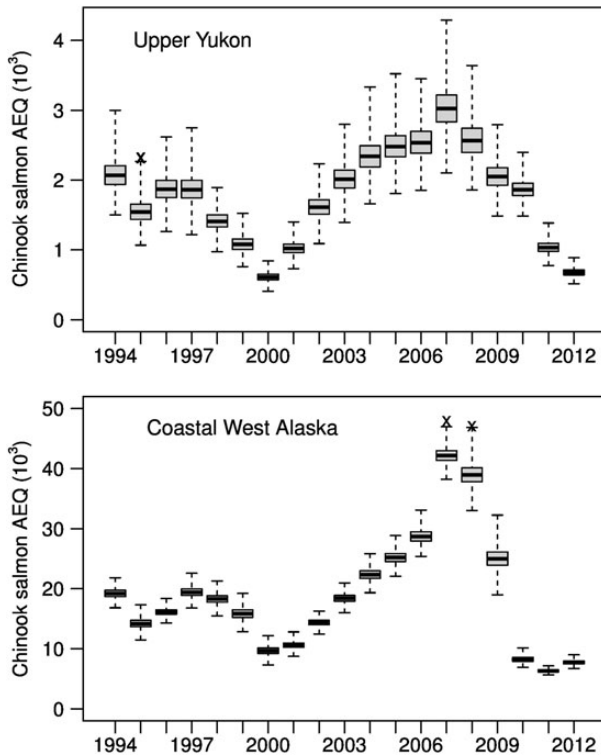 Upper Yukon
Chinook salmon AEQ (10³)
4
3
2
1
0
x
1994 1997 2000 2003 2006 2009 2012
Coastal West Alaska
Chinook salmon AEQ (10³)
50
40
30
20
10
0
x x
1994 1997 2000 2003 2006 2009 2012